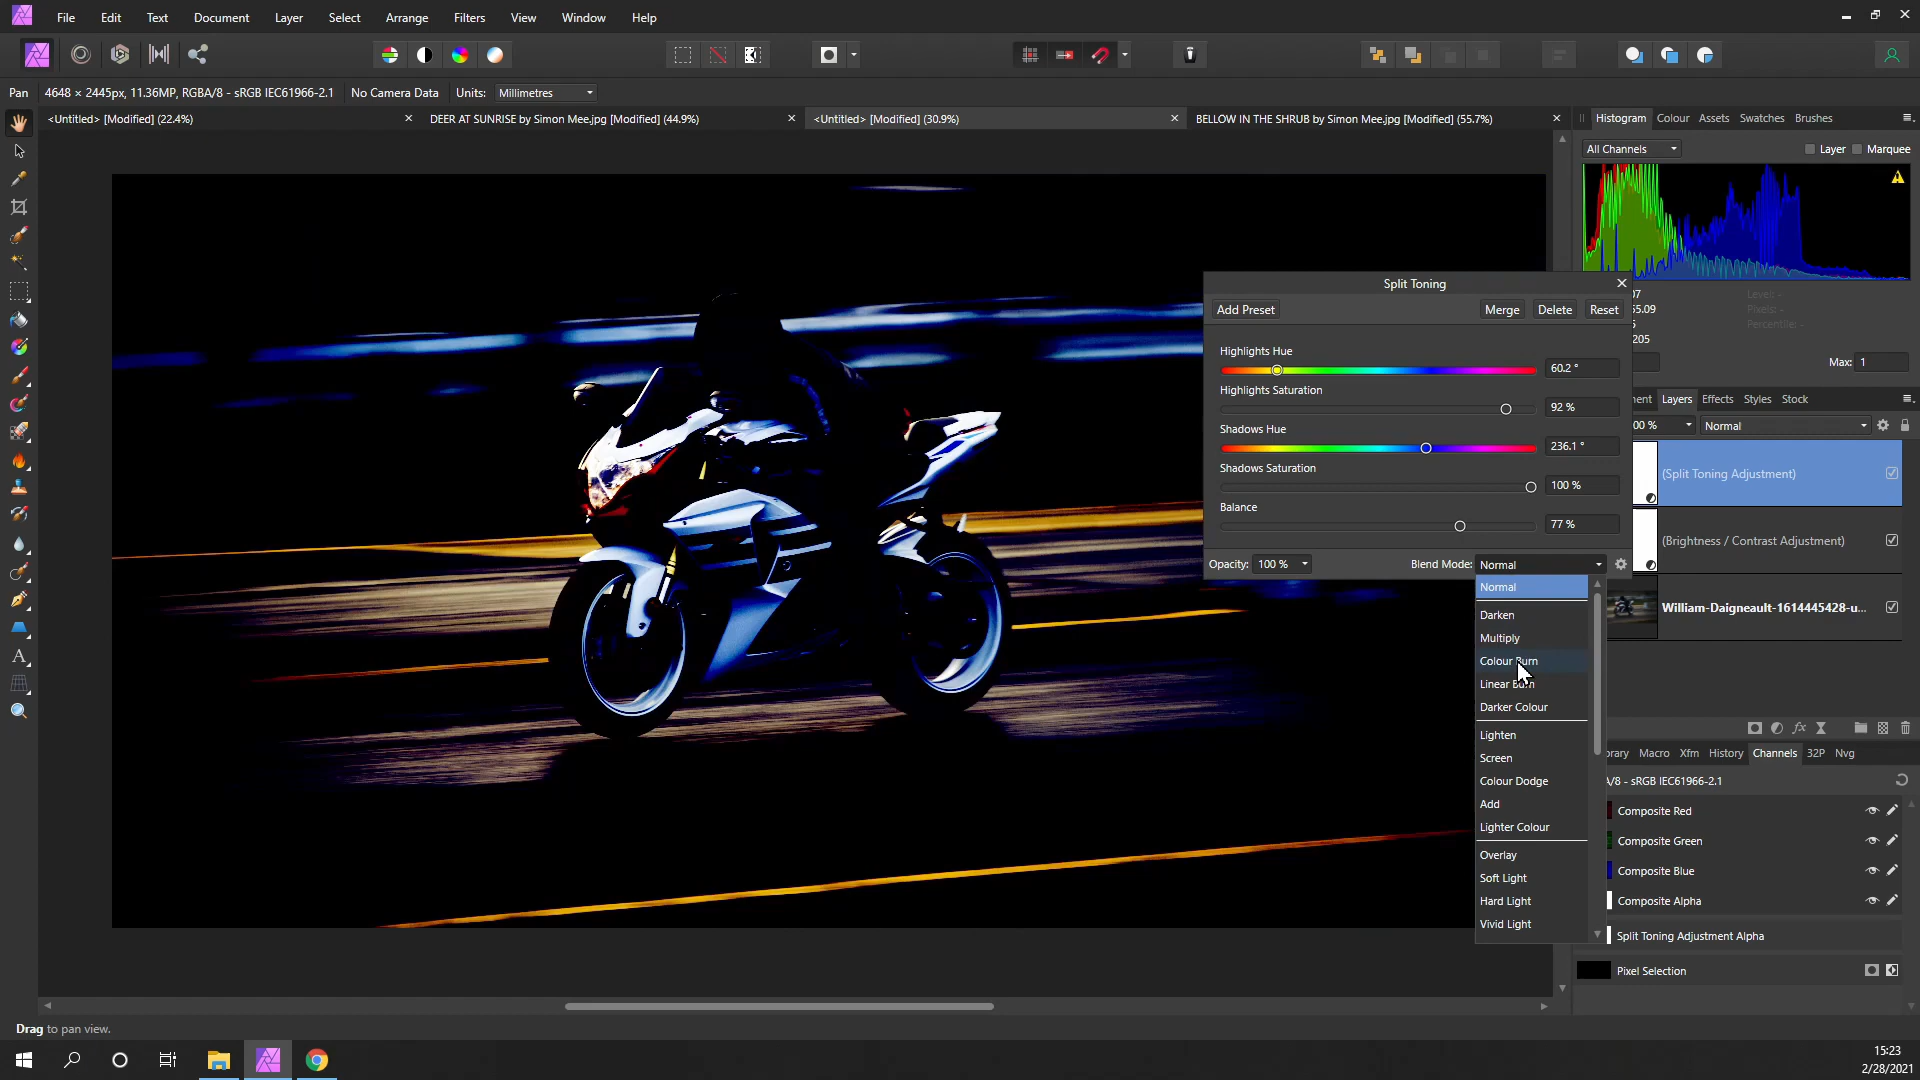 File Edit Text Document Layer Select Arrange Filters View Window Help
Pan 4648 × 2445px, 11.36MP, RGBA/8 - sRGB IEC61966-2.1 No Camera Data Units: Millimetres
<Untitled> [Modified] (22.4%) DEER AT SUNRISE by Simon Mee.jpg [Modified] (44.9%) <Untitled> [Modified] (30.9%) BELLOW IN THE SHRUB by Simon Mee.jpg [Modified] (55.7%)
Histogram Colour Assets Swatches Brushes
All Channels Layer Marquee
Split Toning
Add Preset Merge Delete Reset
Highlights Hue
60.2 °
Highlights Saturation
92 %
Shadows Hue
236.1 °
Shadows Saturation
100 %
Balance
77 %
Opacity: 100 % Blend Mode: Normal
Normal
Darken
Multiply
Colour Burn
Linear Burn
Darker Colour
Lighten
Screen
Colour Dodge
Add
Lighter Colour
Overlay
Soft Light
Hard Light
Vivid Light
Level: -
5.09 Pixels: -
Percentile: -
205
Max: 1
ent Layers Effects Styles Stock
00 % Normal
(Split Toning Adjustment)
(Brightness / Contrast Adjustment)
William-Daigneault-1614445428-u...
rary Macro Xfm History Channels 32P Nvg
/8 - sRGB IEC61966-2.1
Composite Red
Composite Green
Composite Blue
Composite Alpha
Split Toning Adjustment Alpha
Pixel Selection
Drag to pan view.
15:23
2/28/2021